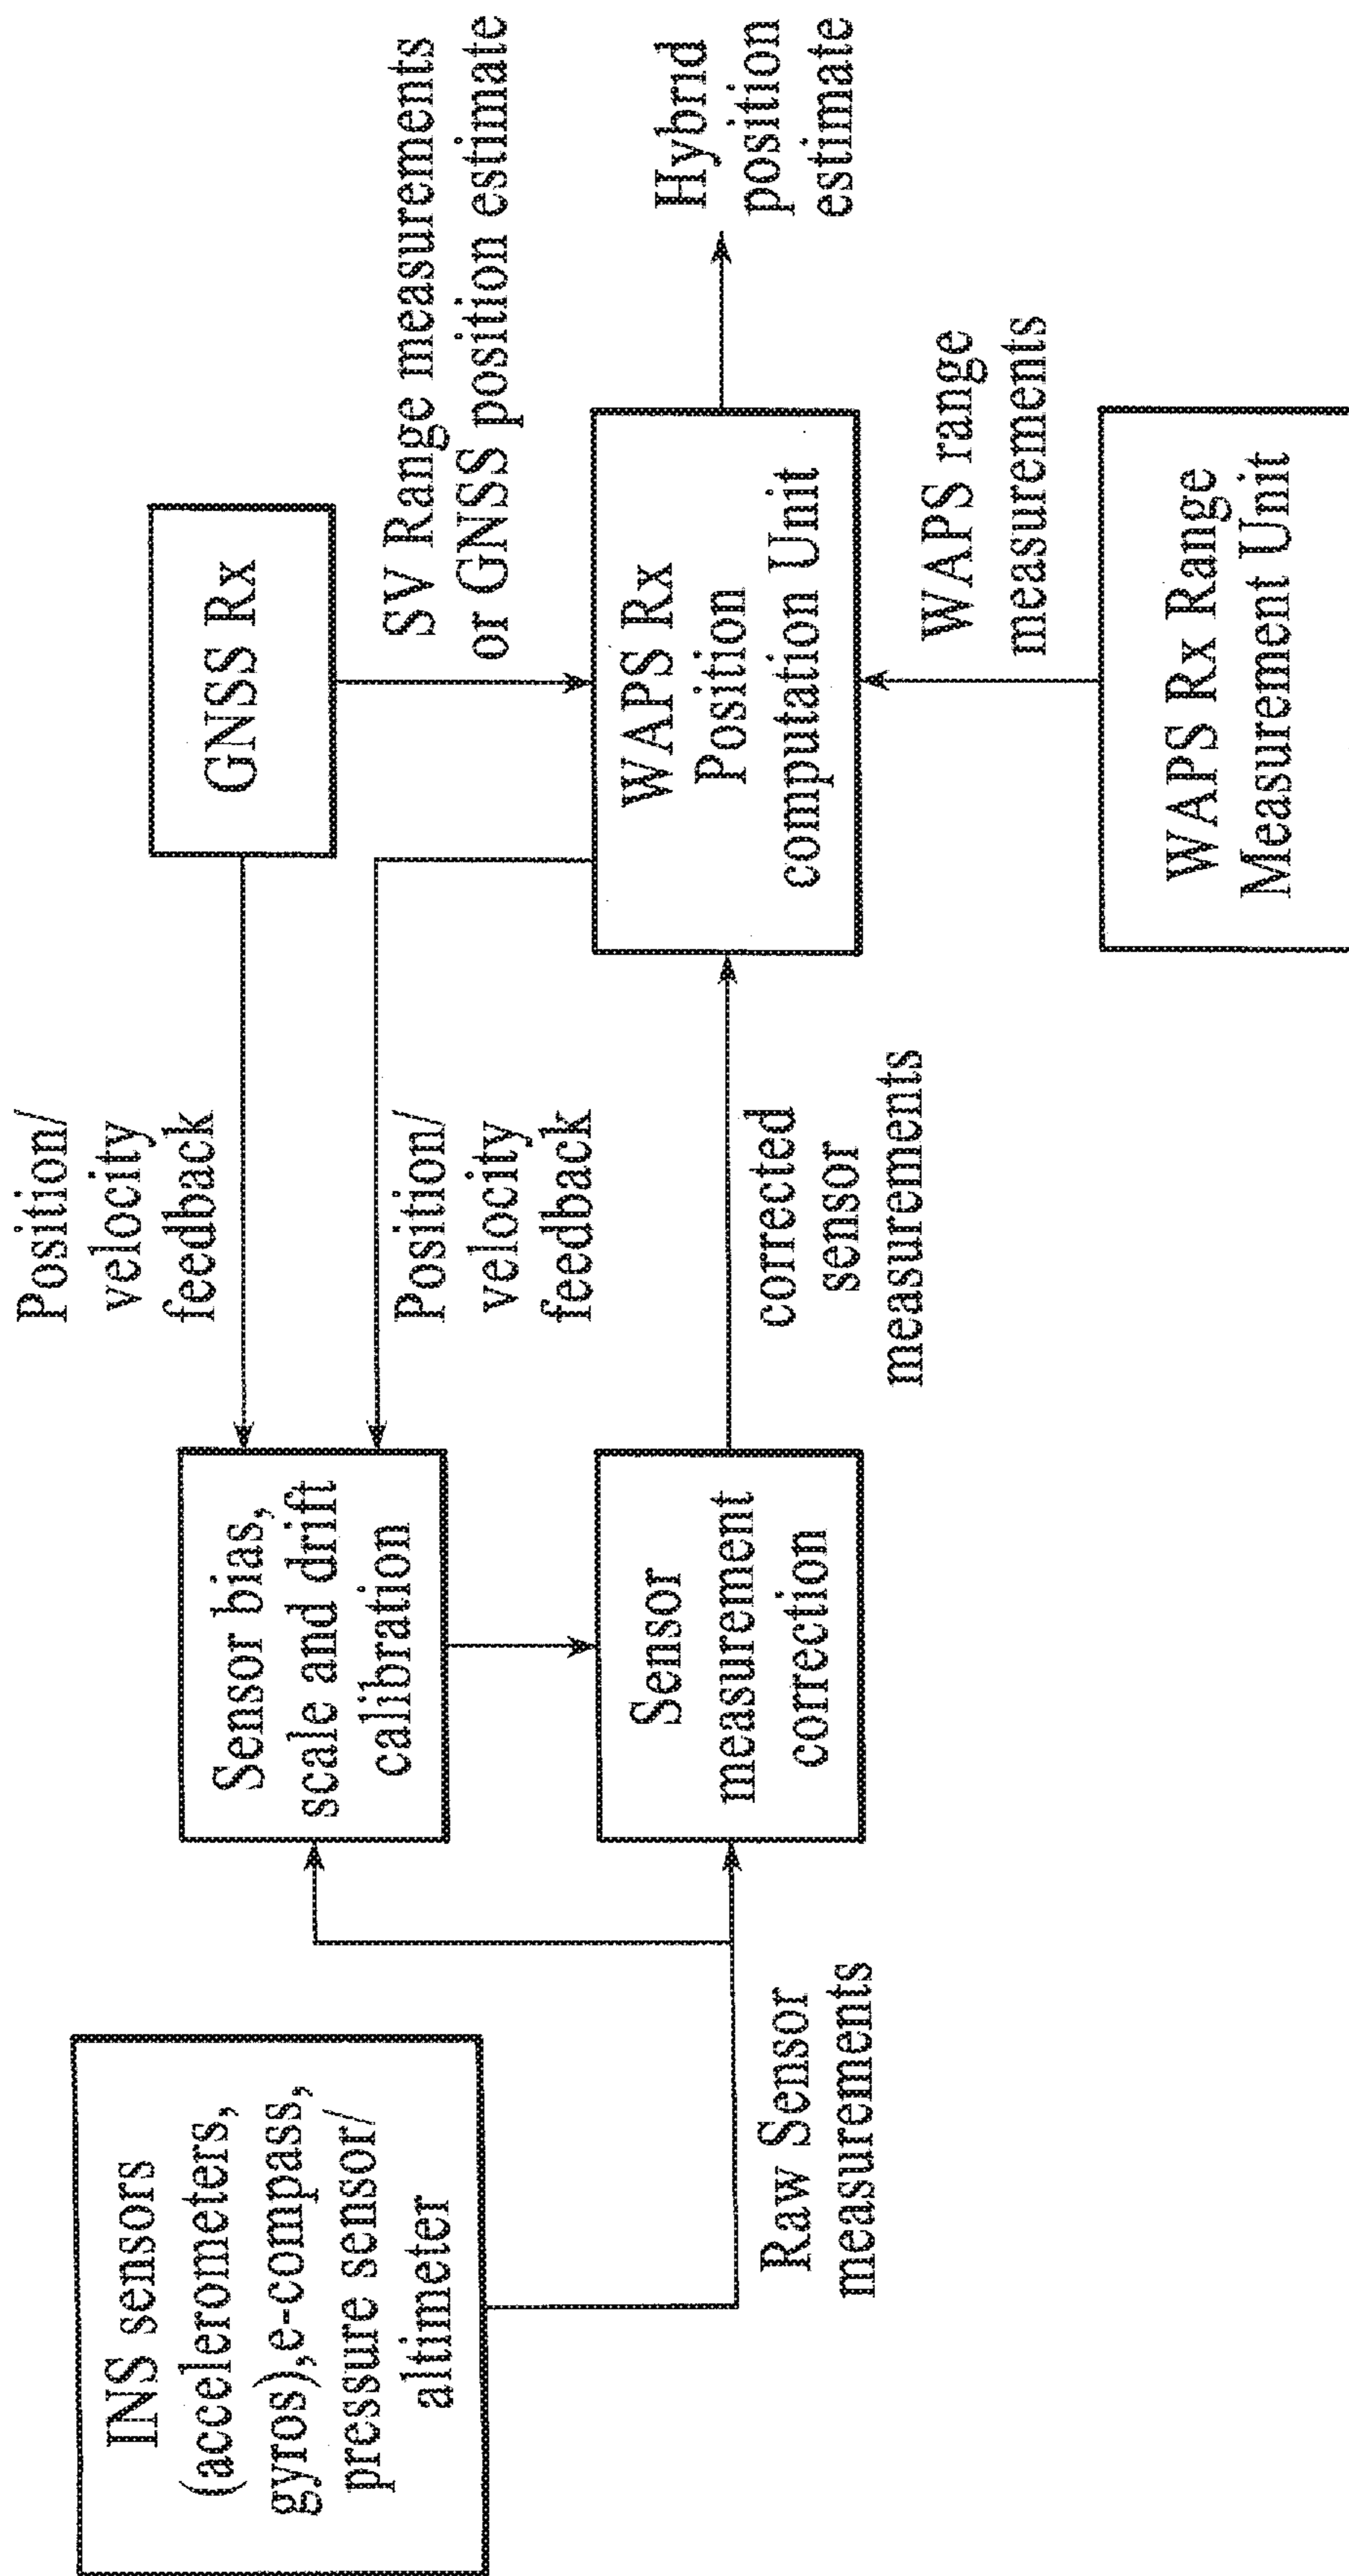 INS sensors
(accelerometers,
gyros),e-compass,
pressure sensor/
altimeter
Raw Sensor
measurements
Sensor bias,
scale and drift
calibration
Sensor
measurement
correction
Position/
velocity
feedback
Position/
velocity
feedback
corrected
sensor
measurements
GNSS Rx
SV Range measurements
or GNSS position estimate
WAPS Rx
Position
computation Unit
WAPS range
measurements
WAPS Rx Range
Measurement Unit
Hybrid
position
estimate